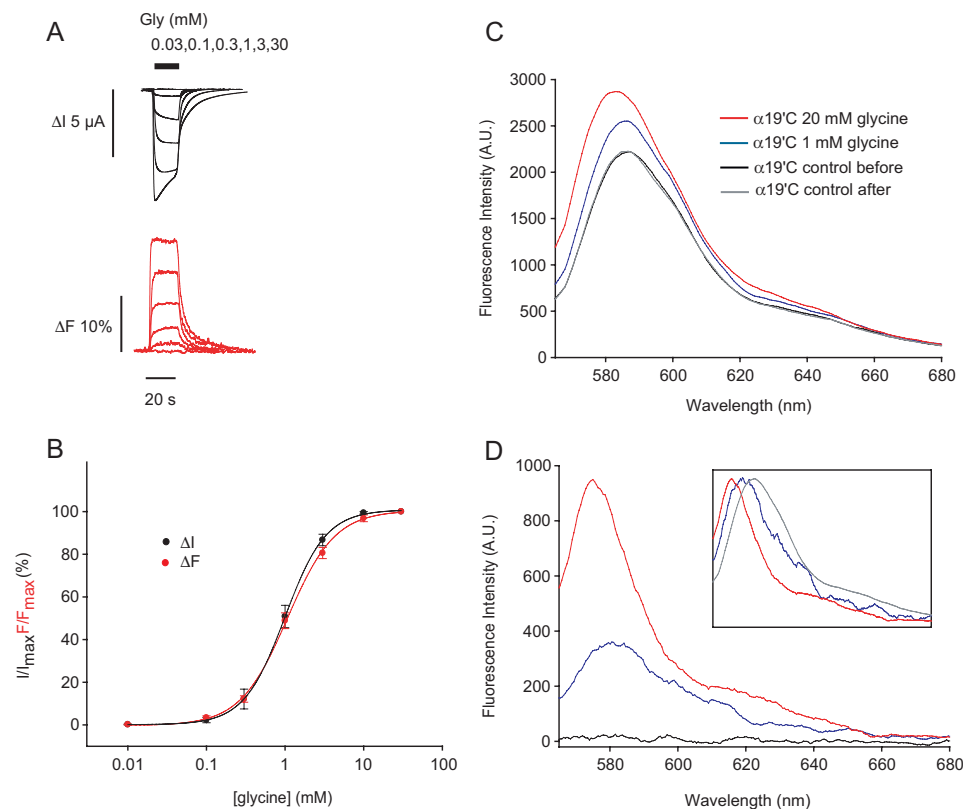 A
Gly (mM)
0.03,0.1,0.3,1,3,30
ΔI 5 µA
ΔF 10%
20 s
B
I/Imax F/Fmax (%)
100
80
60
40
20
0
ΔI
ΔF
0.01 0.1 1 10 100
[glycine] (mM)
C
Fluorescence Intensity (A.U.)
3000
2500
2000
1500
1000
500
0
α19'C 20 mM glycine
α19'C 1 mM glycine
α19'C control before
α19'C control after
580 600 620 640 660 680
Wavelength (nm)
D
Fluorescence Intensity (A.U.)
1000
800
600
400
200
0
580 600 620 640 660 680
Wavelength (nm)